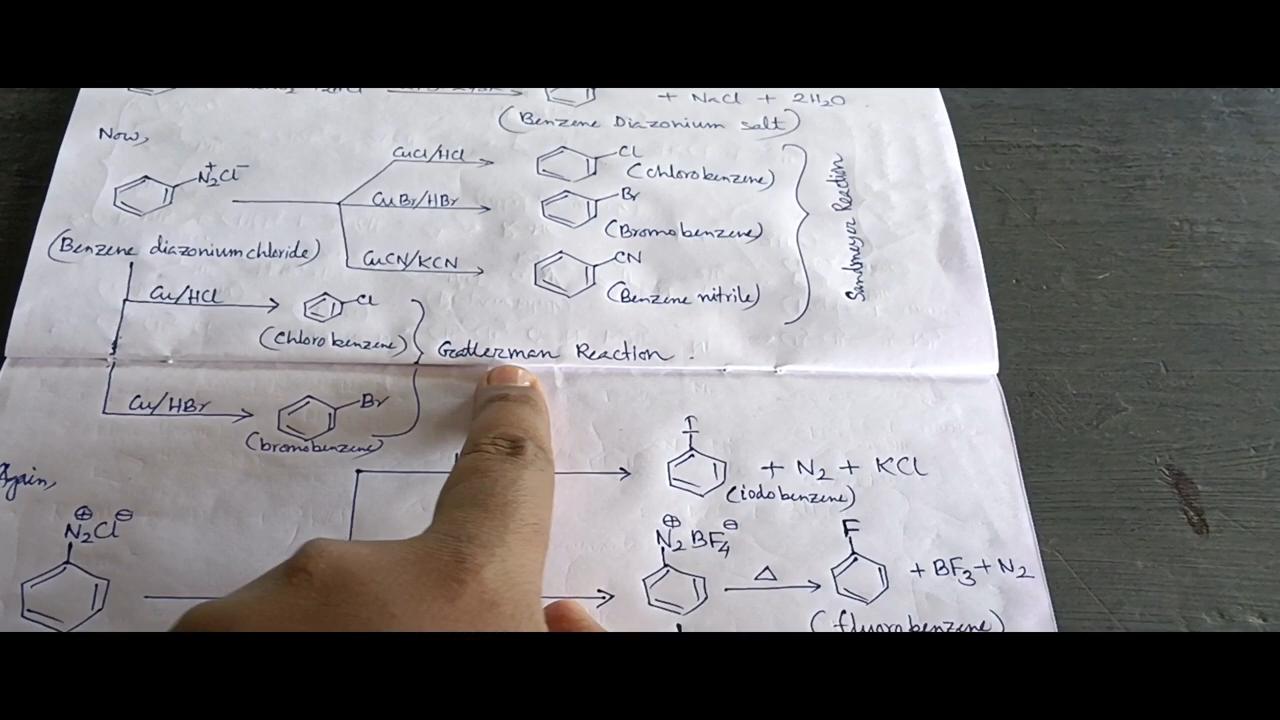 + NaCl + 2H2O
(Benzene Diazonium salt)
Now,
N2+Cl−
CuCl/HCl
Cl
(chlorobenzene)
CuBr/HBr
Br
(Bromobenzene)
(Benzene diazonium chloride)
CuCN/KCN
CN
(Benzene nitrile)
Sandmeyer Reaction
Cu/HCl
Cl
(Chlorobenzene)
Gatterman Reaction.
Cu/HBr
Br
(bromobenzene)
Again,
I
+ N2 + KCl
(iodobenzene)
N2⊕Cl⊖
N2⊕ BF4⊖
Δ
F
+ BF3 + N2
(fluorobenzene)